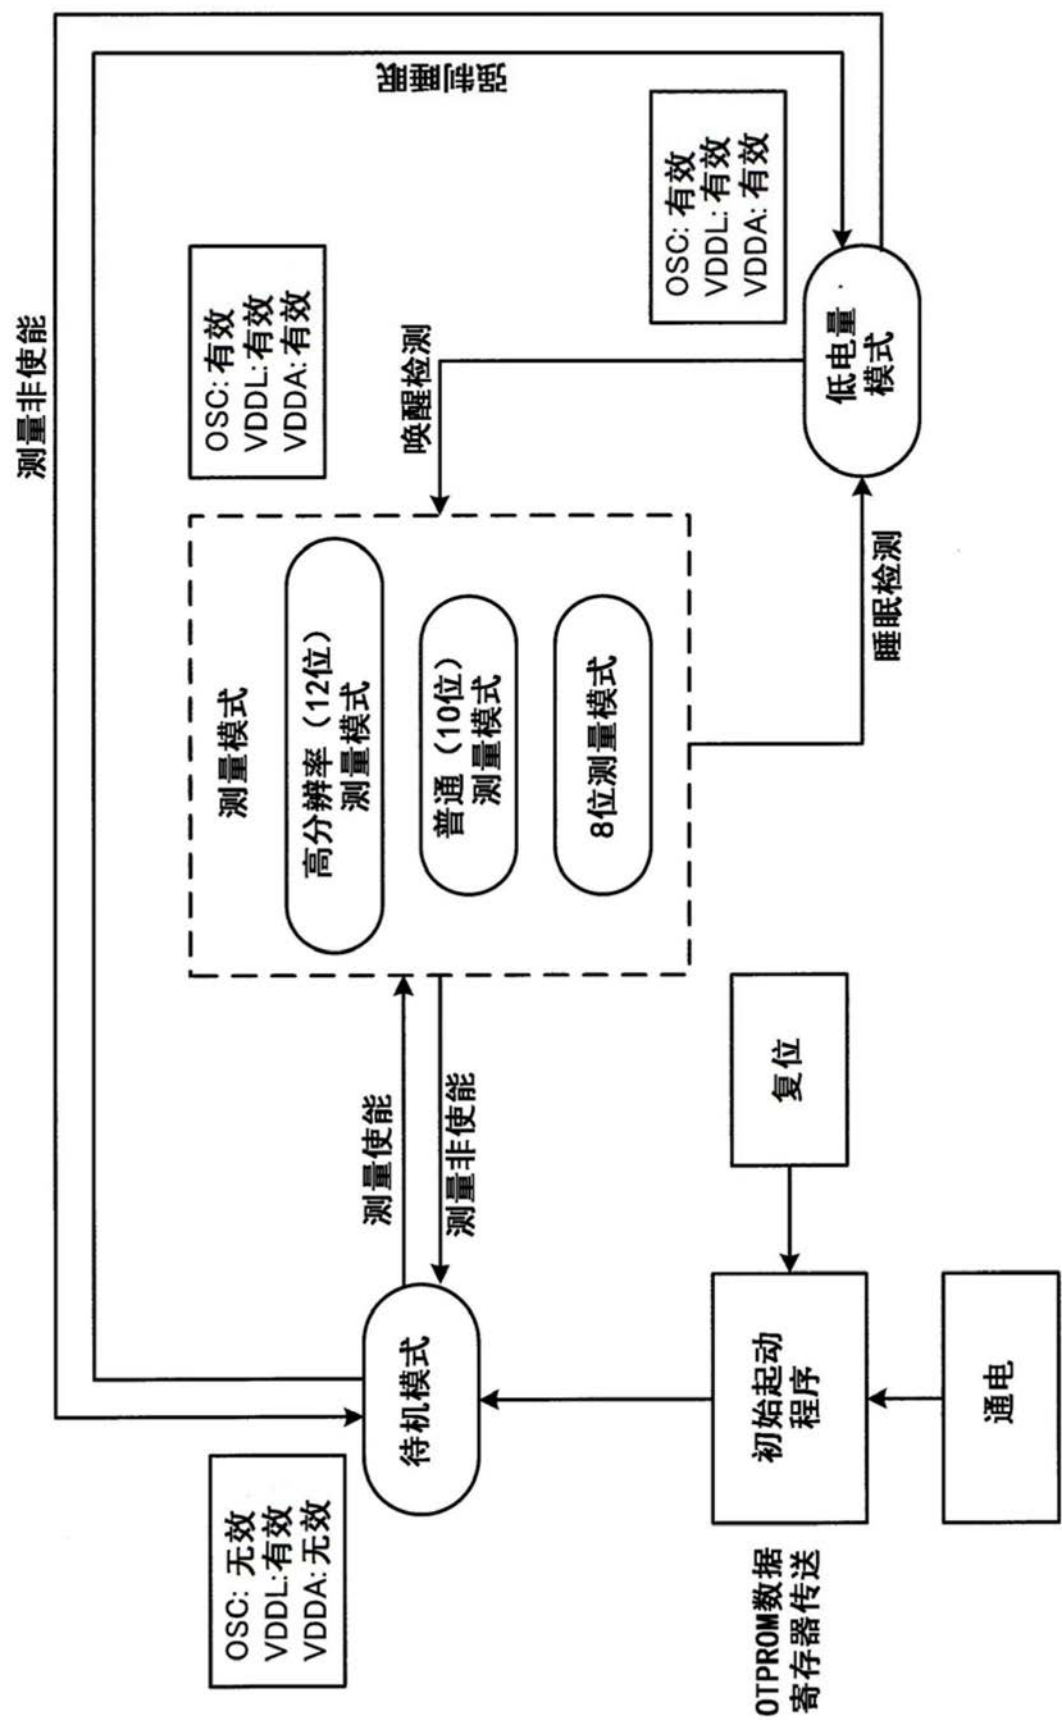 测量非使能
强制睡眠
OSC: 有效
VDDL: 有效
VDDA: 有效
OSC: 有效
VDDL: 有效
VDDA: 有效
唤醒检测
低电量
模式
测量模式
高分辨率（12位）
测量模式
普通（10位）
测量模式
8位测量模式
睡眠检测
测量使能
测量非使能
复位
OSC: 无效
VDDL: 有效
VDDA: 无效
待机模式
初始起动
程序
通电
OTPROM数据
寄存器传送